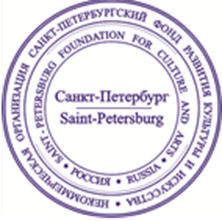 НЕКОММЕРЧЕСКАЯ ОРГАНИЗАЦИЯ САНКТ-ПЕТЕРБУРГСКИЙ ФОНД РАЗВИТИЯ КУЛЬТУРЫ И ИСКУССТВА
SAINT-PETERSBURG FOUNDATION FOR CULTURE AND ARTS
РОССИЯ • RUSSIA
Санкт-Петербург
Saint-Petersburg